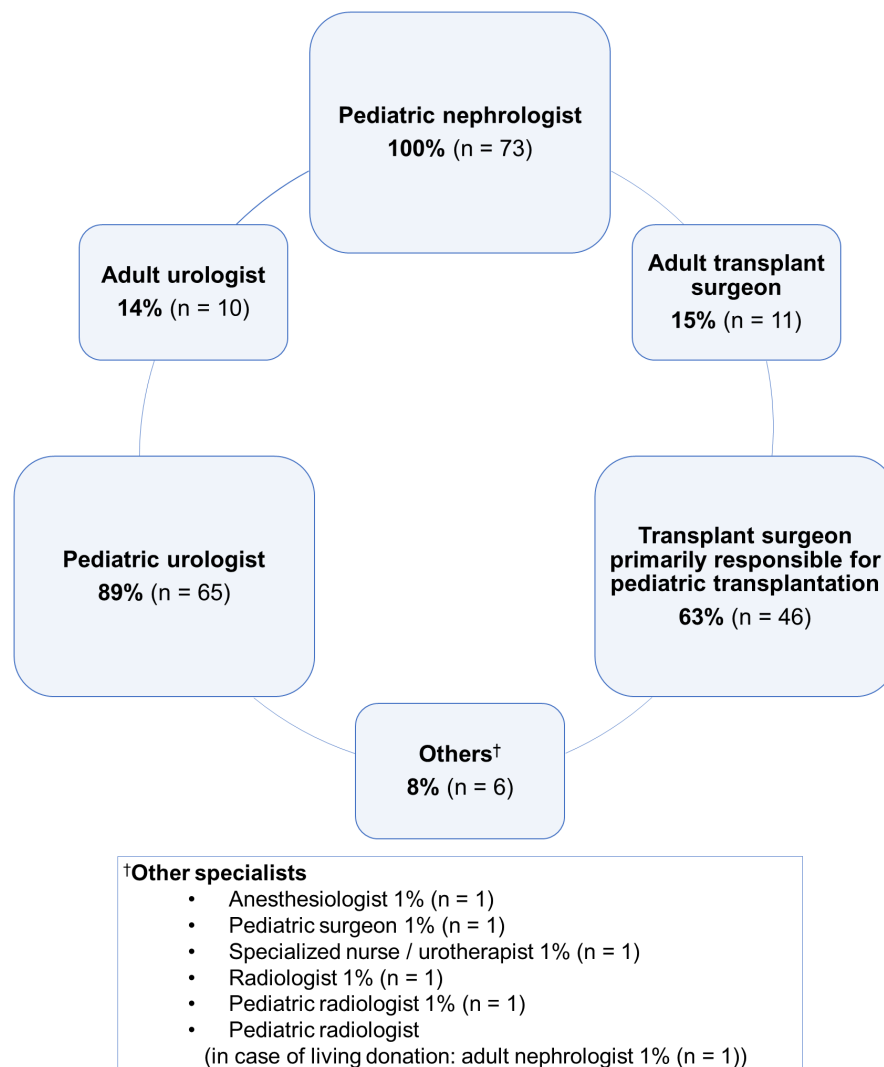 Pediatric nephrologist
100% (n = 73)
Adult urologist
14% (n = 10)
Adult transplant
surgeon
15% (n = 11)
Pediatric urologist
89% (n = 65)
Transplant surgeon
primarily responsible for
pediatric transplantation
63% (n = 46)
Others†
8% (n = 6)
†Other specialists
• Anesthesiologist 1% (n = 1)
• Pediatric surgeon 1% (n = 1)
• Specialized nurse / urotherapist 1% (n = 1)
• Radiologist 1% (n = 1)
• Pediatric radiologist 1% (n = 1)
• Pediatric radiologist
(in case of living donation: adult nephrologist 1% (n = 1))